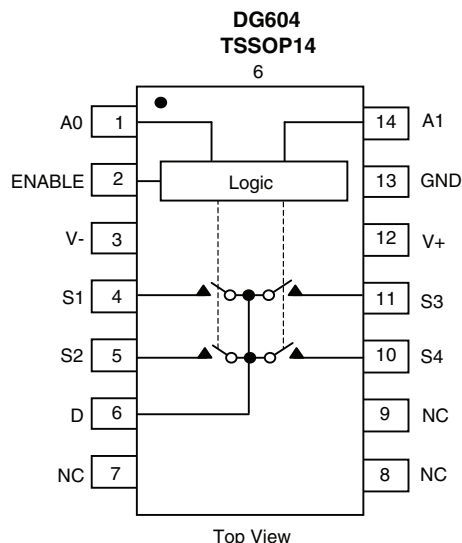 DG604
TSSOP14
6
A0 1 14 A1
ENABLE 2 Logic 13 GND
V- 3 12 V+
S1 4 11 S3
S2 5 10 S4
D 6 9 NC
NC 7 8 NC
Top View